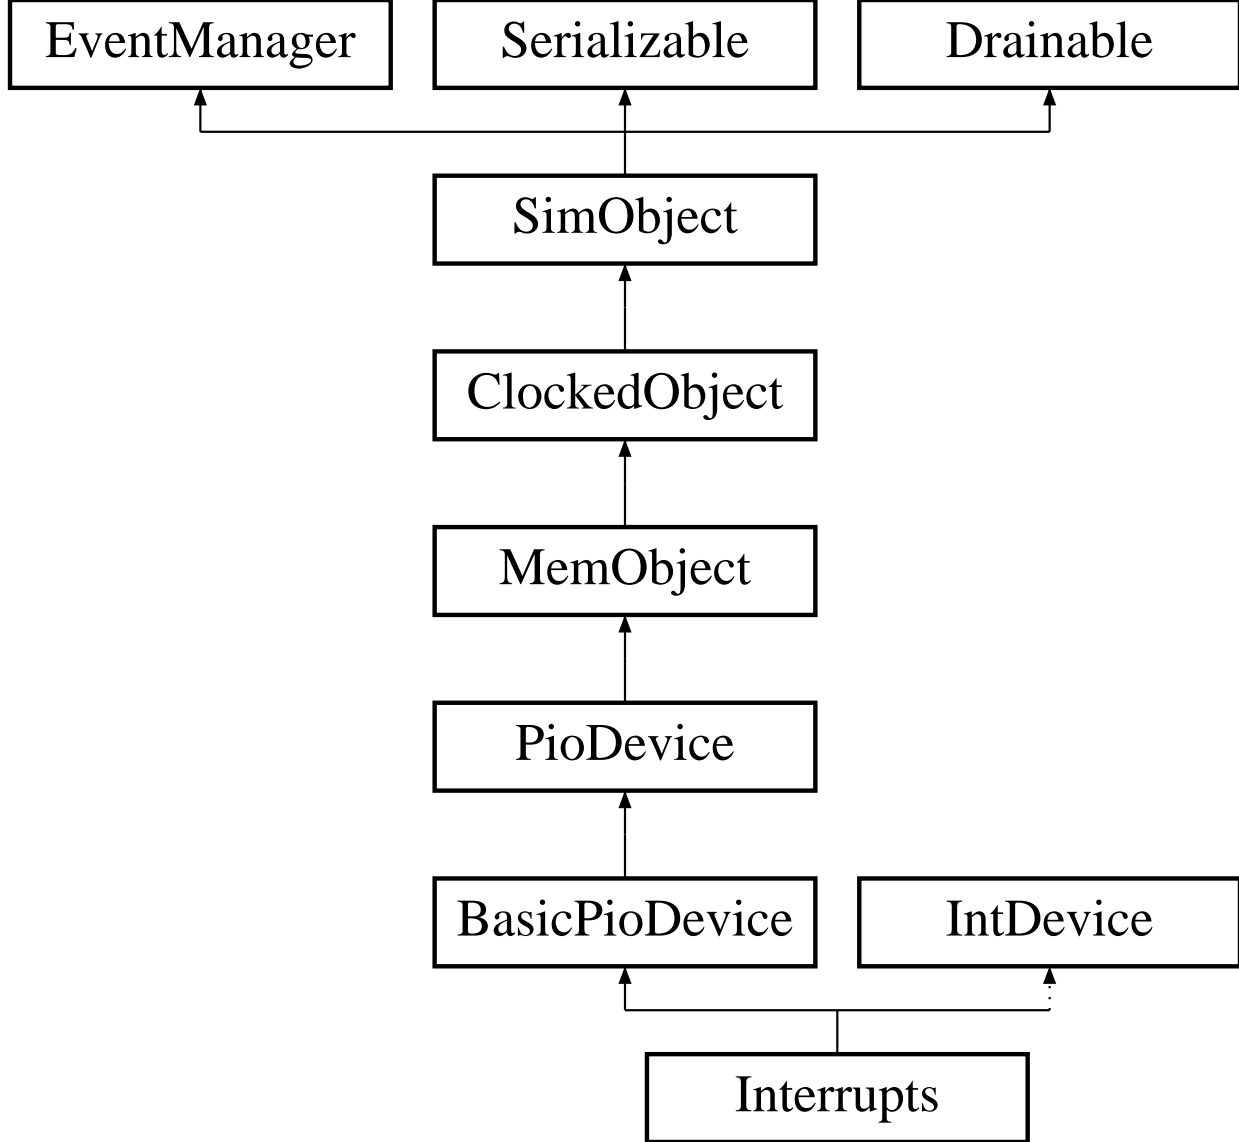 EventManager
Serializable
Drainable
SimObject
ClockedObject
MemObject
PioDevice
BasicPioDevice
IntDevice
Interrupts